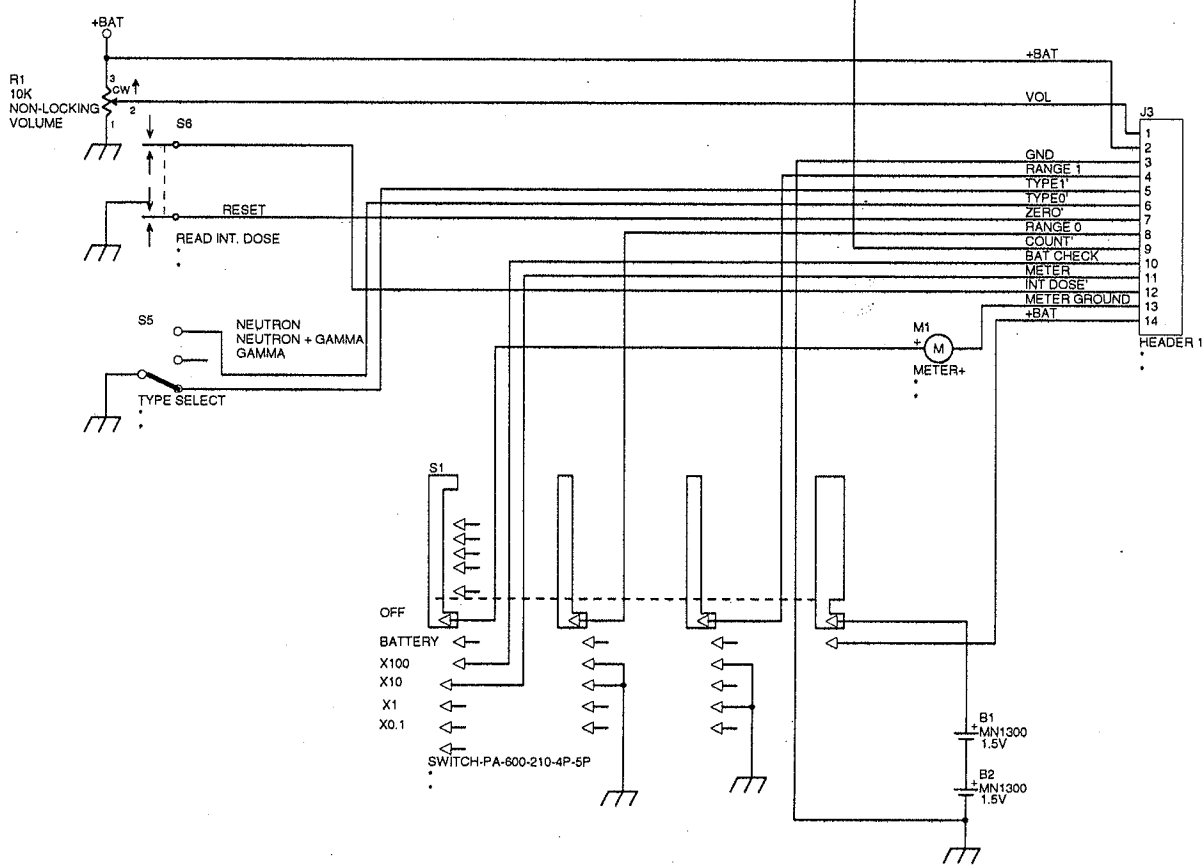 +BAT
R1
10K
NON-LOCKING
VOLUME
3
CW
2
1
S6
RESET
READ INT. DOSE
S5
NEUTRON
NEUTRON + GAMMA
GAMMA
TYPE SELECT
+BAT
VOL
GND
RANGE 1
TYPE1'
TYPE0'
ZERO'
RANGE 0
COUNT'
BAT CHECK
METER
INT DOSE'
METER GROUND
+BAT
J3
1
2
3
4
5
6
7
8
9
10
11
12
13
14
HEADER 1
M1
+
M
METER+
S1
OFF
BATTERY
X100
X10
X1
X0.1
SWITCH-PA-600-210-4P-5P
B1
+ MN1300
1.5V
B2
+ MN1300
1.5V